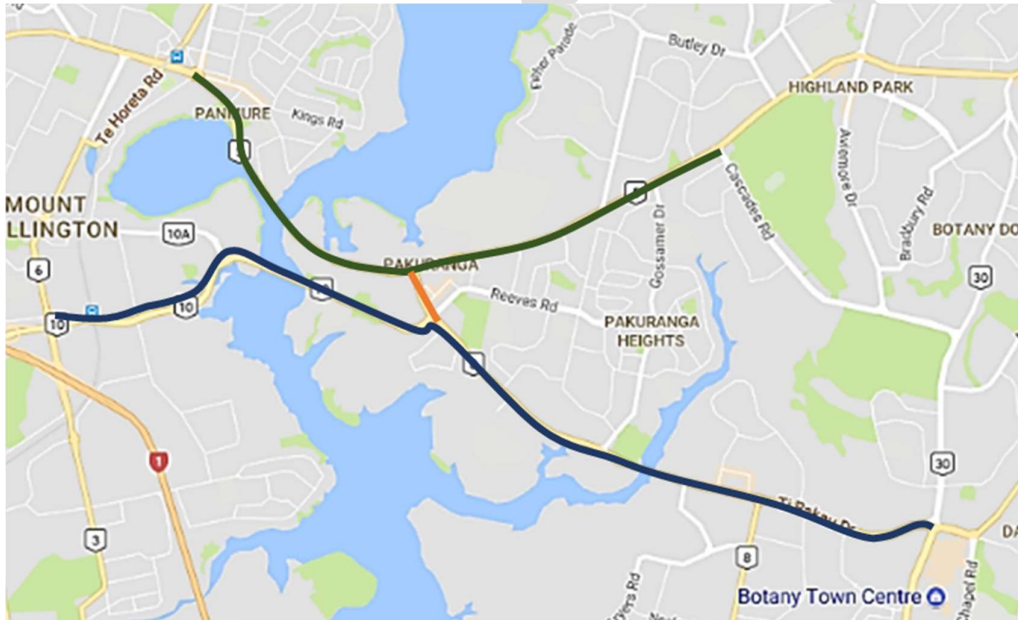 Butley Dr
Esther Parade
HIGHLAND PARK
Te Horeta Rd
PANMURE
Kings Rd
Cascades Rd
Aviemore Dr
Bradbury Rd
MOUNT
LLINGTON
10A
Gossamer Dr
BOTANY DO
6
PAKURANGA
30
10
10
Reeves Rd
PAKURANGA
HEIGHTS
1
30
Ti Rakau Dr
3
DA
8
Botany Town Centre
Chapel Rd